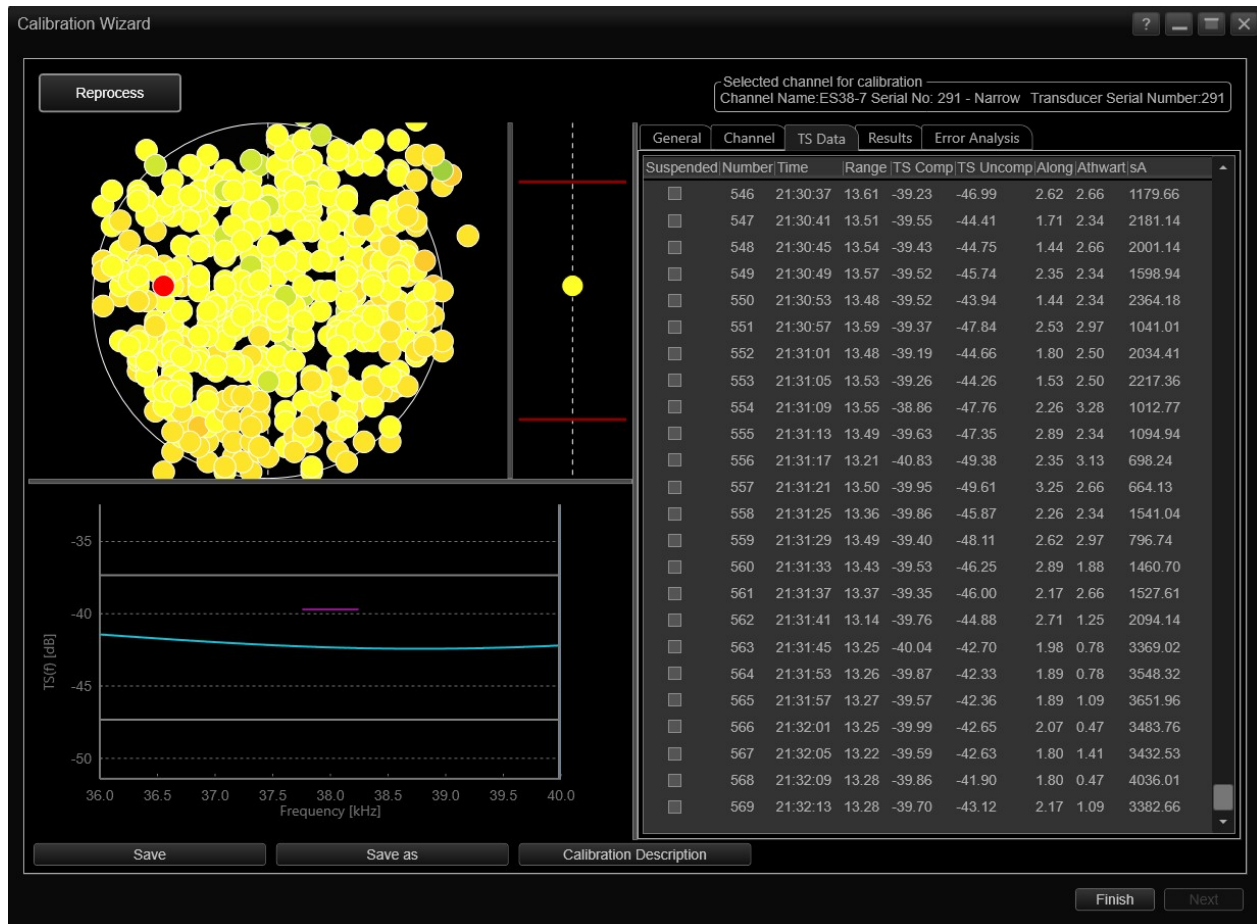 Calibration Wizard
?
Reprocess
Selected channel for calibration
Channel Name:ES38-7 Serial No: 291 - Narrow Transducer Serial Number:291
General Channel TS Data Results Error Analysis
Suspended Number Time Range TS Comp TS Uncomp Along Athwart sA
546 21:30:37 13.61 -39.23 -46.99 2.62 2.66 1179.66
547 21:30:41 13.51 -39.55 -44.41 1.71 2.34 2181.14
548 21:30:45 13.54 -39.43 -44.75 1.44 2.66 2001.14
549 21:30:49 13.57 -39.52 -45.74 2.35 2.34 1598.94
550 21:30:53 13.48 -39.52 -43.94 1.44 2.34 2364.18
551 21:30:57 13.59 -39.37 -47.84 2.53 2.97 1041.01
552 21:31:01 13.48 -39.19 -44.66 1.80 2.50 2034.41
553 21:31:05 13.53 -39.26 -44.26 1.53 2.50 2217.36
554 21:31:09 13.55 -38.86 -47.76 2.26 3.28 1012.77
555 21:31:13 13.49 -39.63 -47.35 2.89 2.34 1094.94
556 21:31:17 13.21 -40.83 -49.38 2.35 3.13 698.24
557 21:31:21 13.50 -39.95 -49.61 3.25 2.66 664.13
558 21:31:25 13.36 -39.86 -45.87 2.26 2.34 1541.04
559 21:31:29 13.49 -39.40 -48.11 2.62 2.97 796.74
560 21:31:33 13.43 -39.53 -46.25 2.89 1.88 1460.70
561 21:31:37 13.37 -39.35 -46.00 2.17 2.66 1527.61
562 21:31:41 13.14 -39.76 -44.88 2.71 1.25 2094.14
563 21:31:45 13.25 -40.04 -42.70 1.98 0.78 3369.02
564 21:31:53 13.26 -39.87 -42.33 1.89 0.78 3548.32
565 21:31:57 13.27 -39.57 -42.36 1.89 1.09 3651.96
566 21:32:01 13.25 -39.99 -42.65 2.07 0.47 3483.76
567 21:32:05 13.22 -39.59 -42.63 1.80 1.41 3432.53
568 21:32:09 13.28 -39.86 -41.90 1.80 0.47 4036.01
569 21:32:13 13.28 -39.70 -43.12 2.17 1.09 3382.66
TS(f) [dB]
-35
-40
-45
-50
36.0 36.5 37.0 37.5 38.0 38.5 39.0 39.5 40.0
Frequency [kHz]
Save Save as Calibration Description
Finish Next